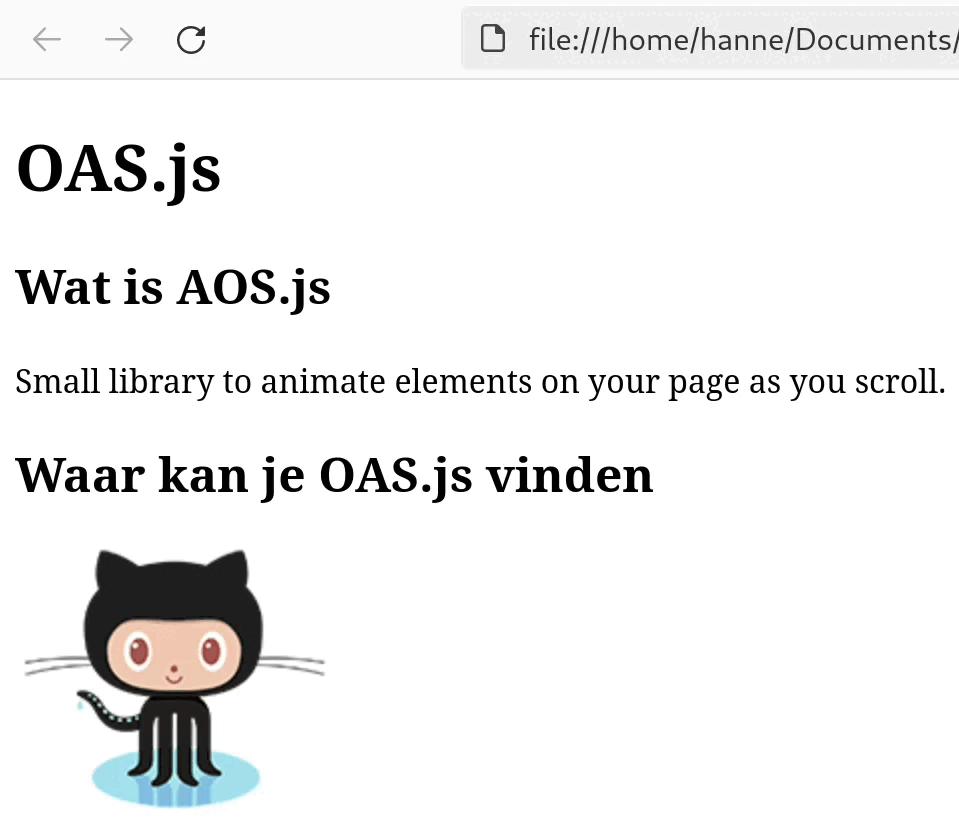 file:///home/hanne/Documents/
OAS.js
Wat is AOS.js
Small library to animate elements on your page as you scroll.
Waar kan je OAS.js vinden